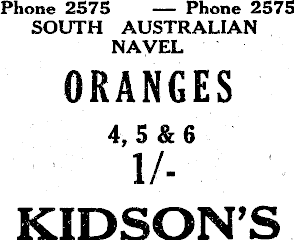 Phone 2575 — Phone 2575
SOUTH AUSTRALIAN
NAVEL
ORANGES
4, 5 & 6
1/-
KIDSON'S